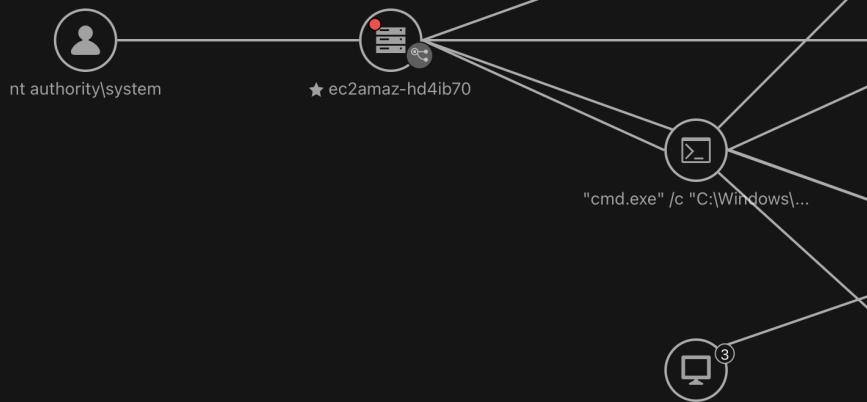 nt authority\system
ec2amaz-hd4ib70
"cmd.exe" /c "C:\Windows\...
3